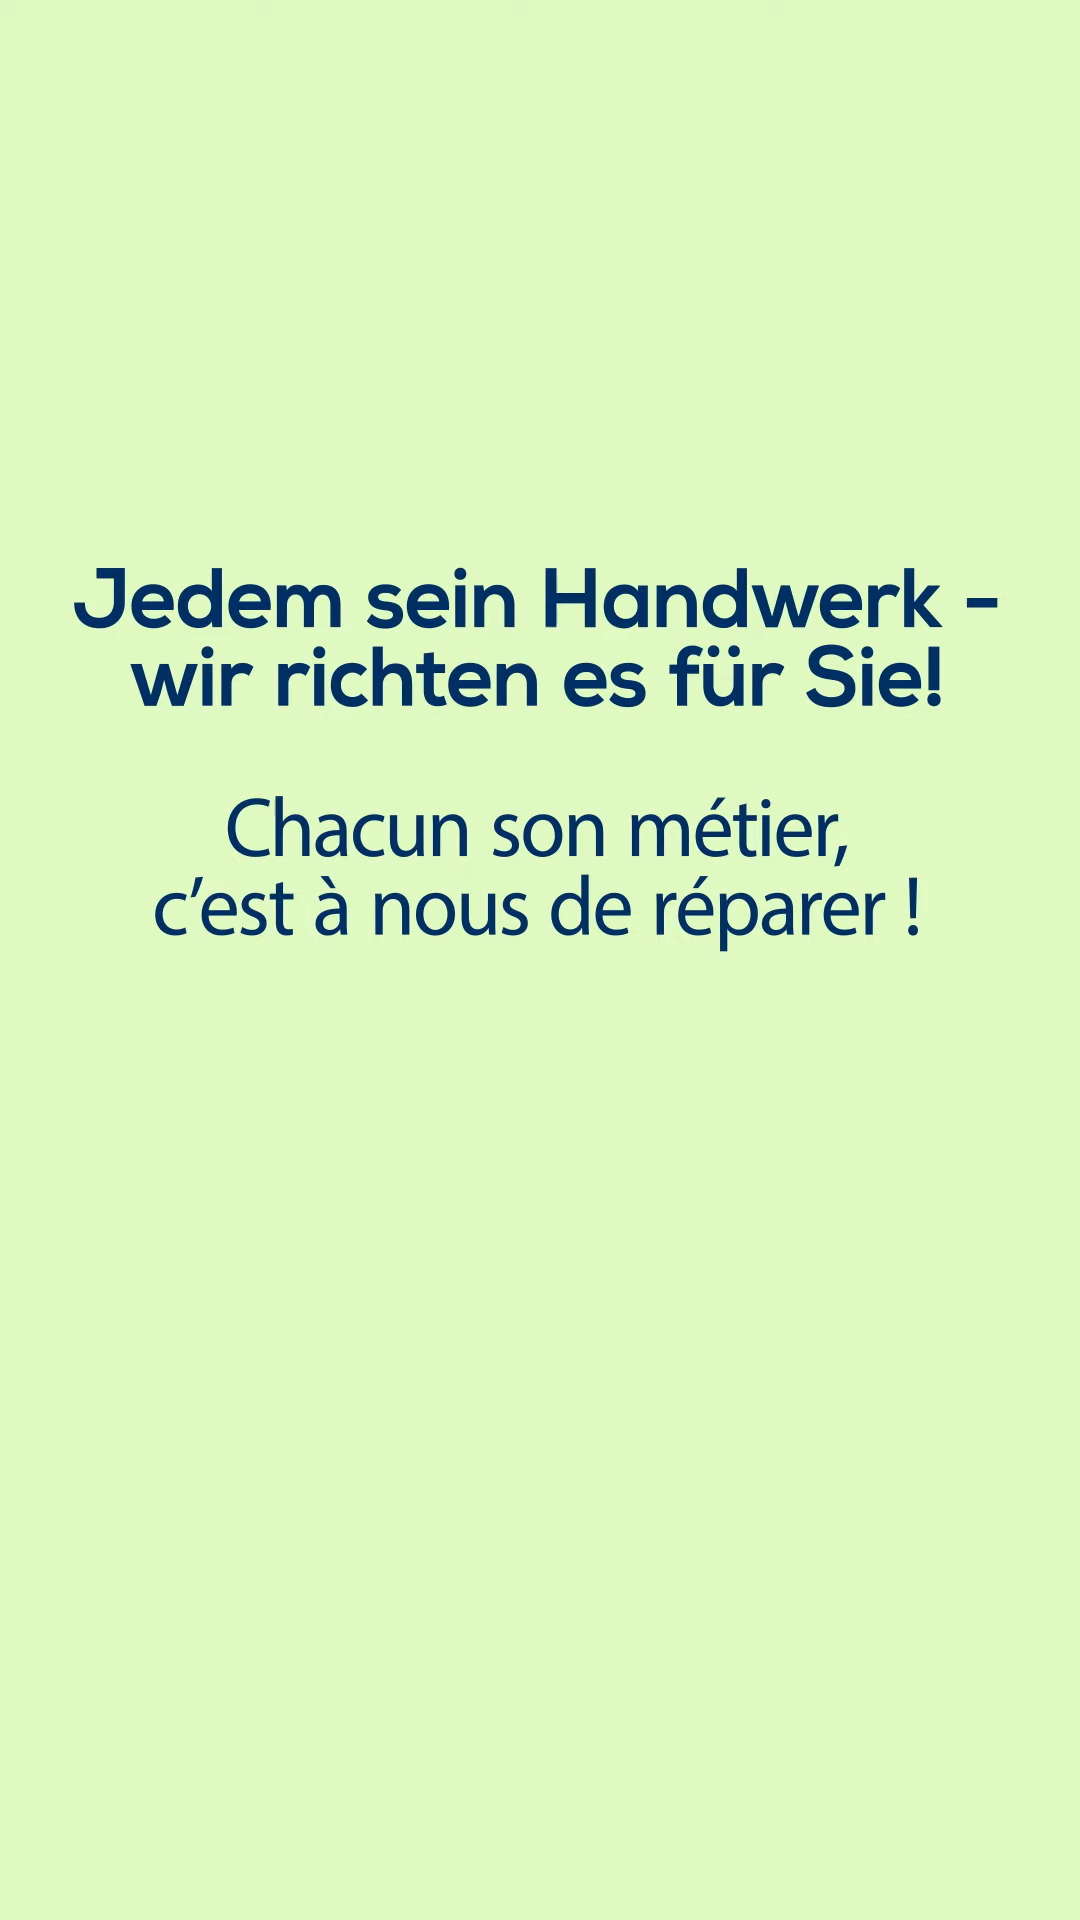 Jedem sein Handwerk -
wir richten es für Sie!
Chacun son métier,
c’est à nous de réparer !